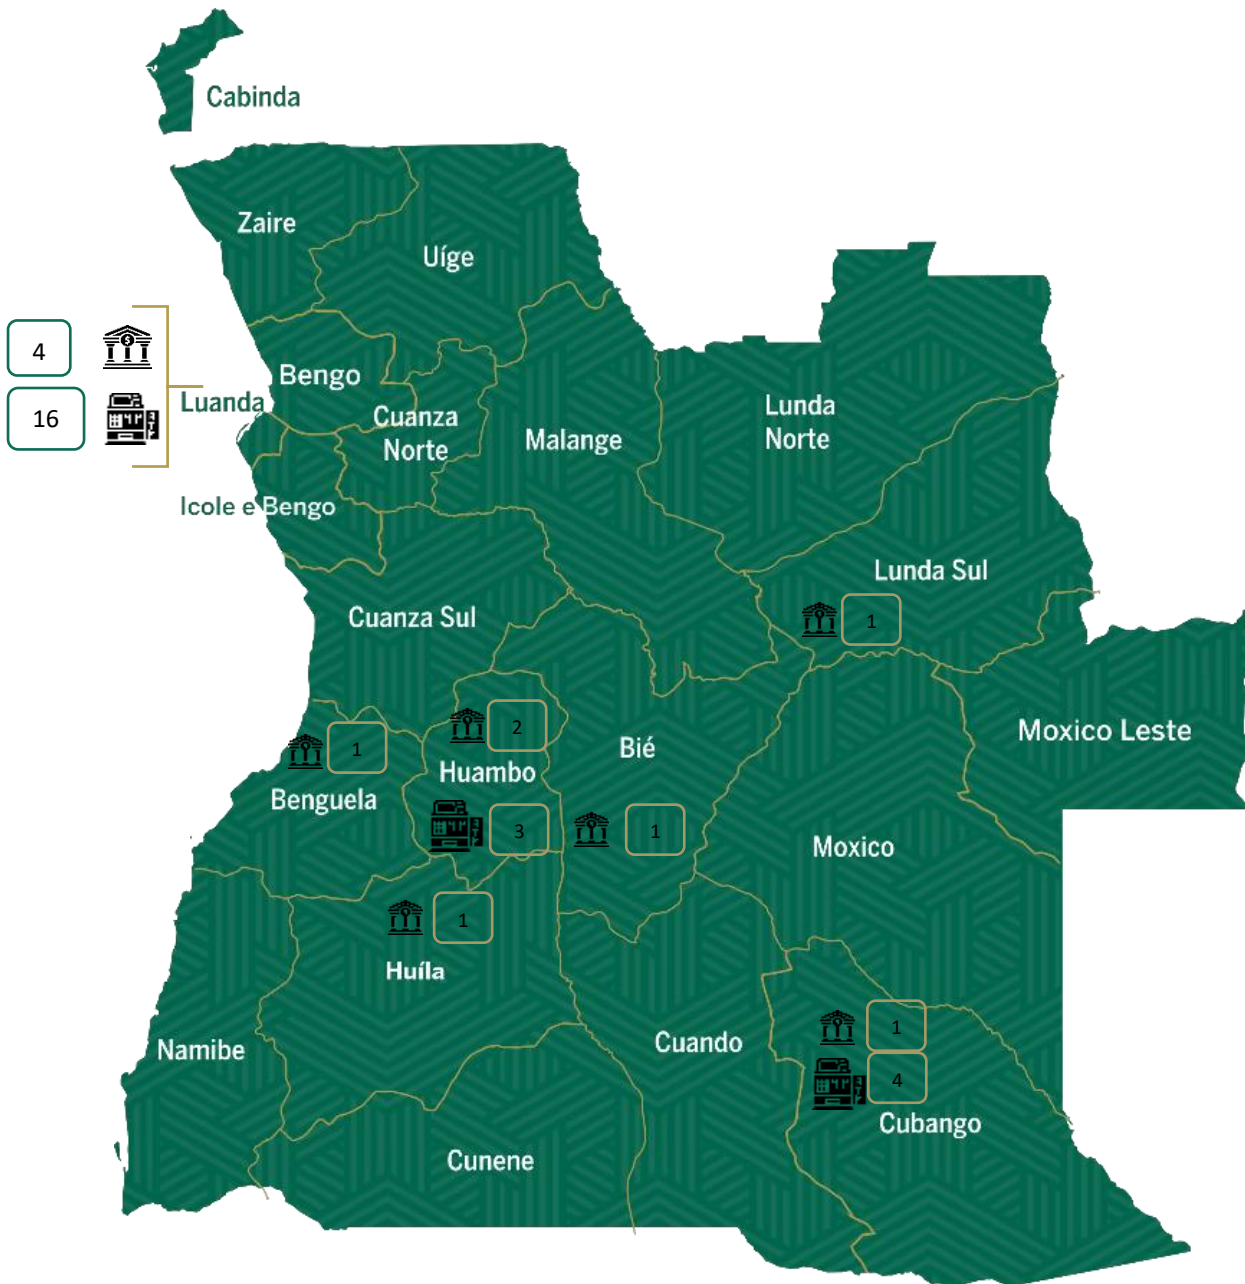 Cabinda
Zaire
Uíge
4
Bengo
16
Luanda
Cuanza
Norte
Malange
Lunda
Norte
Icole e Bengo
Lunda Sul
Cuanza Sul
1
2
1
Huambo
Bié
Moxico Leste
Benguela
3
1
Moxico
1
Huíla
1
Namibe
Cuando
4
Cubango
Cunene